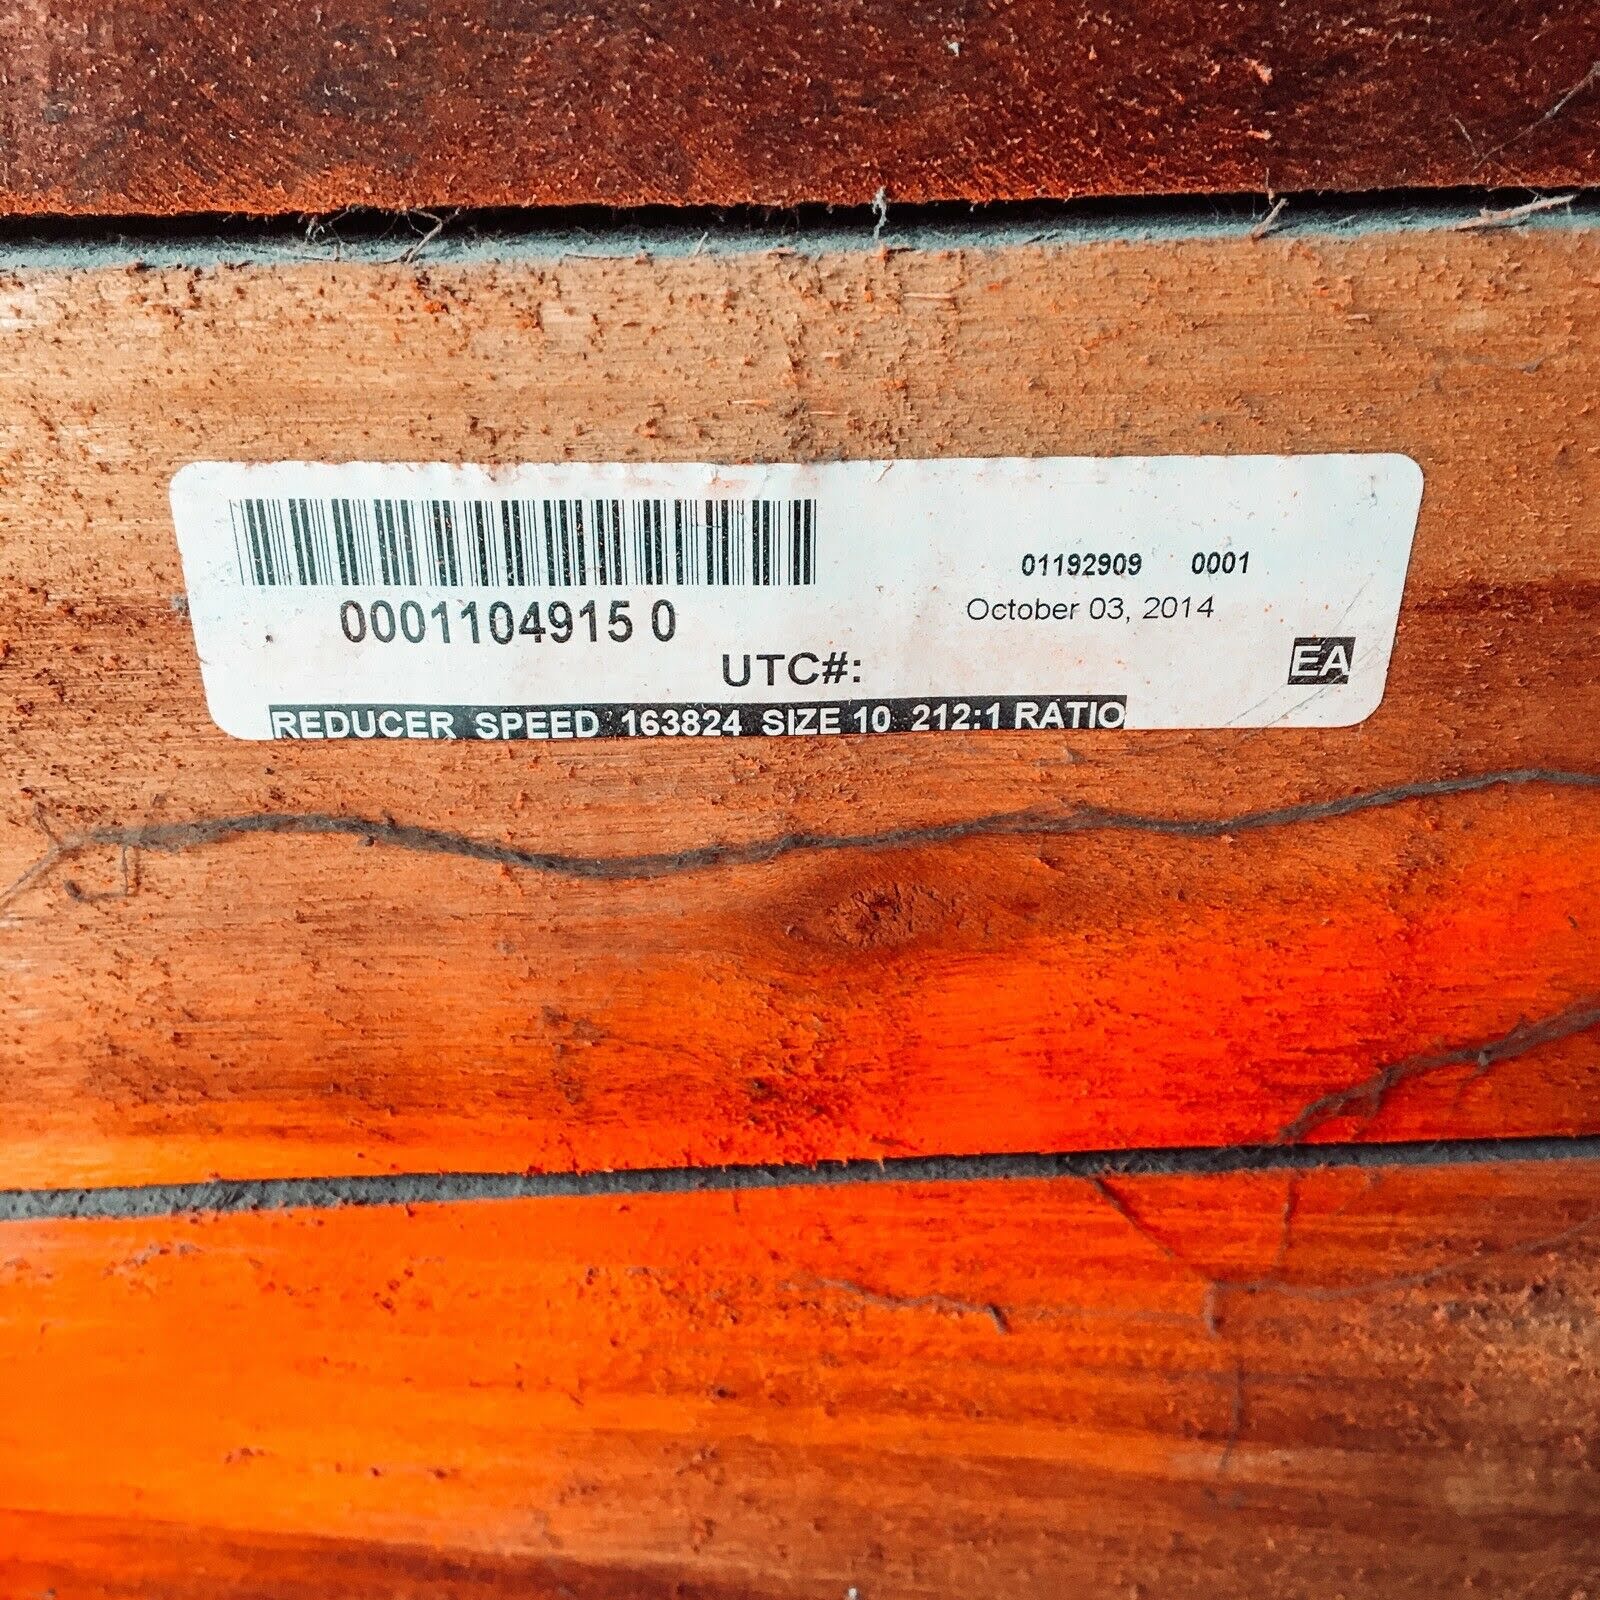 01192909 0001
0001104915 0
October 03, 2014
UTC#:
EA
REDUCER SPEED 163824 SIZE 10 212:1 RATIO